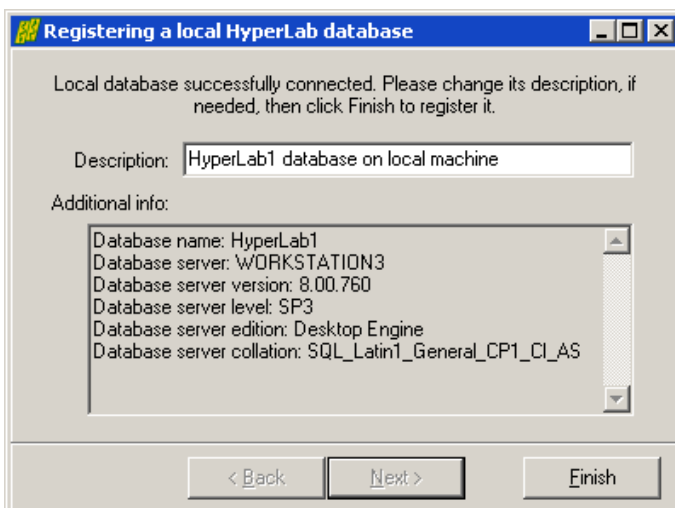 Registering a local HyperLab database
Local database successfully connected. Please change its description, if
needed, then click Finish to register it.
Description: HyperLab1 database on local machine
Additional info:
Database name: HyperLab1
Database server: WORKSTATION3
Database server version: 8.00.760
Database server level: SP3
Database server edition: Desktop Engine
Database server collation: SQL_Latin1_General_CP1_CI_AS
< Back Next > Finish